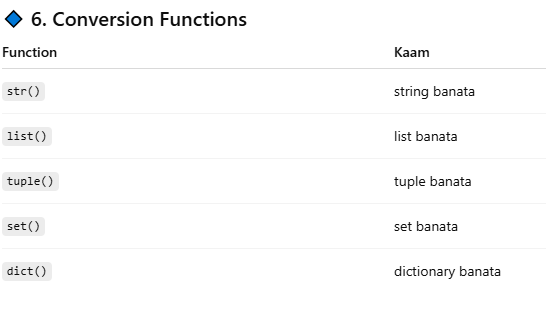 6. Conversion Functions
Function Kaam
str() string banata
list() list banata
tuple() tuple banata
set() set banata
dict() dictionary banata